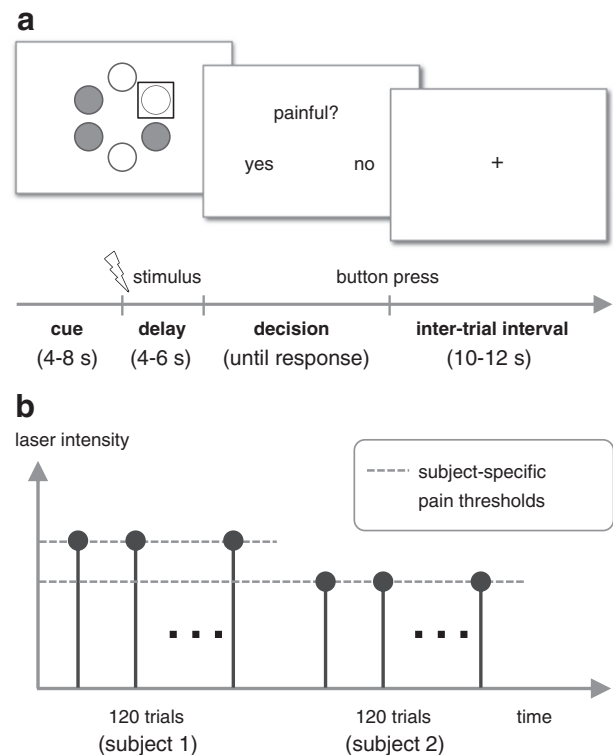 a
painful?
yes no
+
stimulus button press
cue delay decision inter-trial interval
(4-8 s) (4-6 s) (until response) (10-12 s)
b
laser intensity
subject-specific
pain thresholds
120 trials 120 trials time
(subject 1) (subject 2)